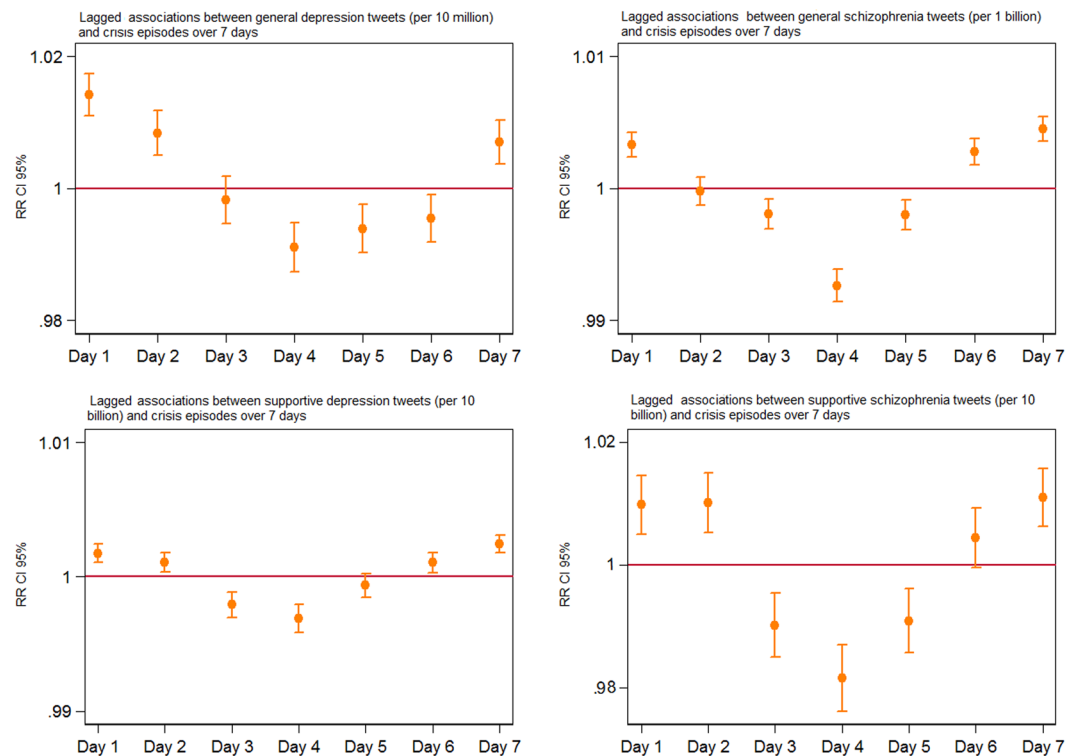 Lagged associations between general depression tweets (per 10 million)
and crisis episodes over 7 days
1.02
1
.98
RR CI 95%
Day 1 Day 2 Day 3 Day 4 Day 5 Day 6 Day 7
Lagged associations between general schizophrenia tweets (per 1 billion)
and crisis episodes over 7 days
1.01
1
.99
RR CI 95%
Day 1 Day 2 Day 3 Day 4 Day 5 Day 6 Day 7
Lagged associations between supportive depression tweets (per 10
billion) and crisis episodes over 7 days
1.01
1
.99
RR CI 95%
Day 1 Day 2 Day 3 Day 4 Day 5 Day 6 Day 7
Lagged associations between supportive schizophrenia tweets (per 10
billion) and crisis episodes over 7 days
1.02
1
.98
RR CI 95%
Day 1 Day 2 Day 3 Day 4 Day 5 Day 6 Day 7